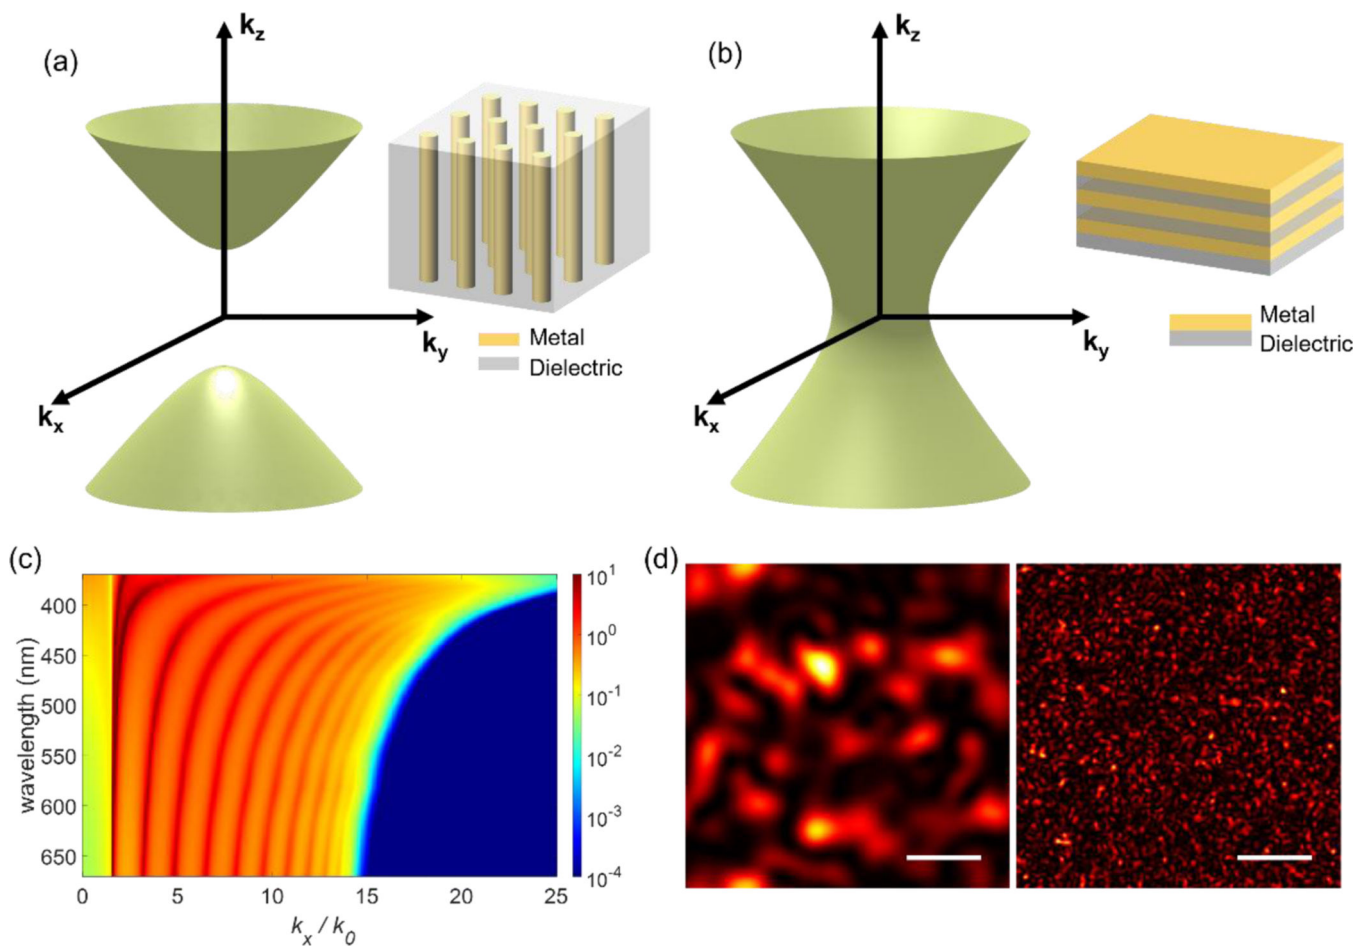 (a)
k_z
k_y
k_x
Metal
Dielectric
(b)
k_z
k_y
k_x
Metal
Dielectric
(c)
wavelength (nm)
400
450
500
550
600
650
0 5 10 15 20 25
k_x / k_0
10^1
10^0
10^-1
10^-2
10^-3
10^-4
(d)